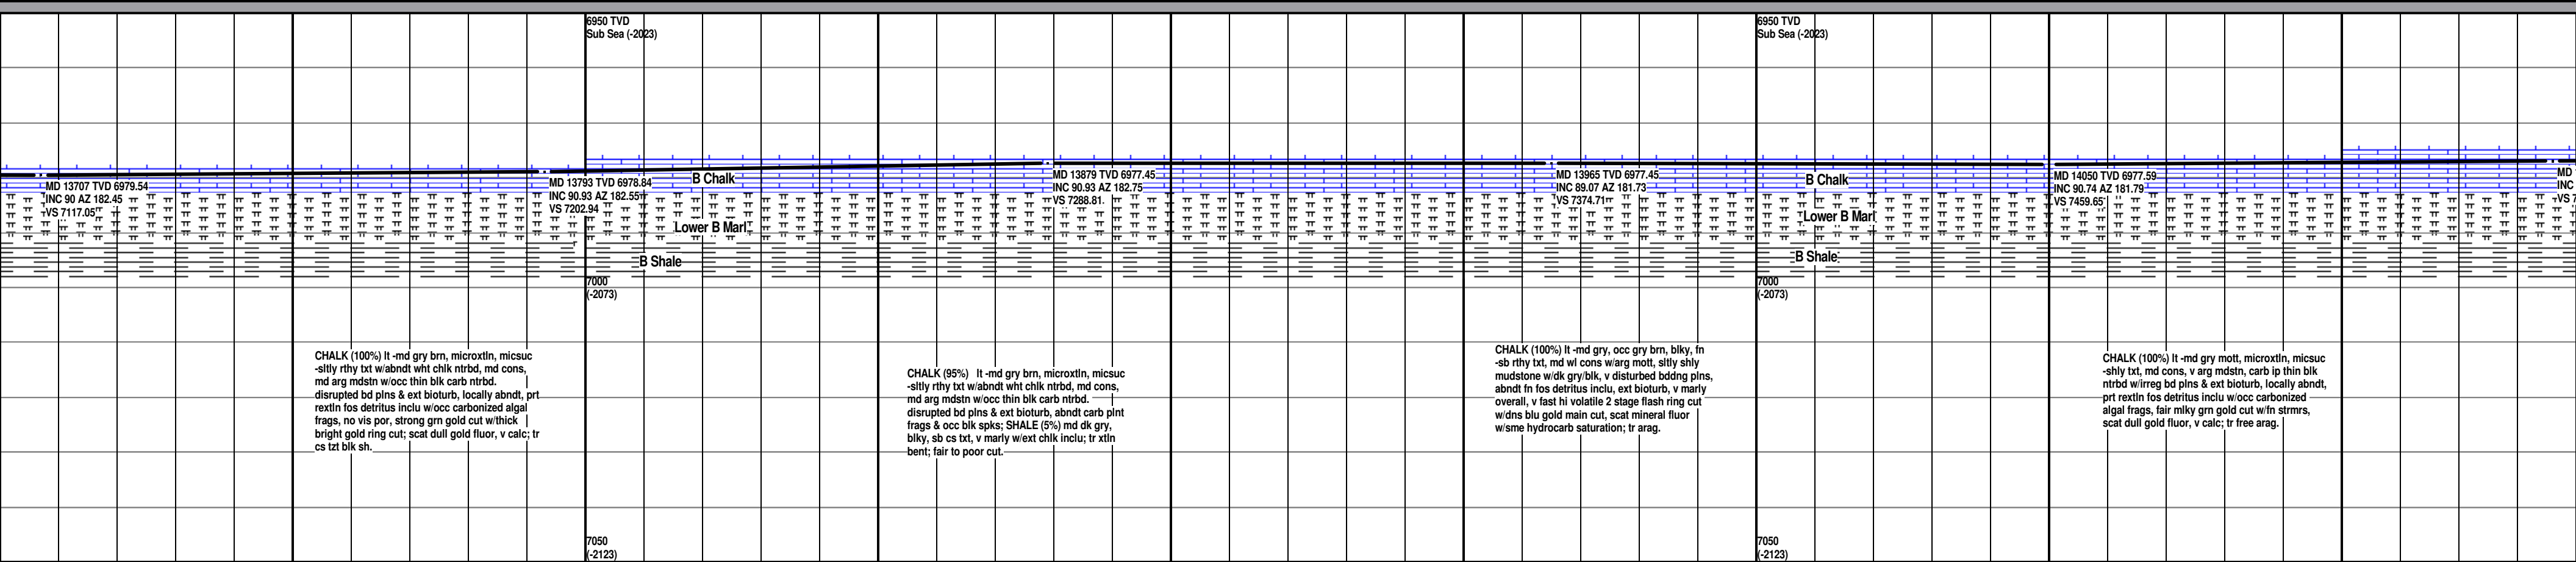 6950 TVD
Sub Sea (-2023)
6950 TVD
Sub Sea (-2023)
MD 13707 TVD 6979.54
INC 90 AZ 182.45
VS 7117.05
MD 13793 TVD 6978.84
INC 90.93 AZ 182.55
VS 7202.94
B Chalk
Lower B Marl
B Shale
MD 13879 TVD 6977.45
INC 90.93 AZ 182.75
VS 7288.81
MD 13965 TVD 6977.45
INC 89.07 AZ 181.73
VS 7374.71
B Chalk
Lower B Marl
B Shale
MD 14050 TVD 6977.59
INC 90.74 AZ 181.79
VS 7459.65
MD
INC
VS 7
7000
(-2073)
7000
(-2073)
CHALK (100%) lt -md gry brn, microxtln, micsuc
-sltly rthy txt w/abndt wht chlk ntrbd, md cons,
md arg mdstn w/occ thin blk carb ntrbd.
disrupted bd plns & ext bioturb, locally abndt, prt
rextln fos detritus inclu w/occ carbonized algal
frags, no vis por, strong grn gold cut w/thick
bright gold ring cut; scat dull gold fluor, v calc; tr
cs tzt blk sh.
CHALK (95%) lt -md gry brn, microxtln, micsuc
-sltly rthy txt w/abndt wht chlk ntrbd, md cons,
md arg mdstn w/occ thin blk carb ntrbd.
disrupted bd plns & ext bioturb, abndt carb plnt
frags & occ blk spks; SHALE (5%) md dk gry,
blky, sb cs txt, v marly w/ext chlk inclu; tr xtln
bent; fair to poor cut.
CHALK (100%) lt -md gry, occ gry brn, blky, fn
-sb rthy txt, md wl cons w/arg mott, sltly shly
mudstone w/dk gry/blk, v disturbed bddng plns,
abndt fn fos detritus inclu, ext bioturb, v marly
overall, v fast hi volatile 2 stage flash ring cut
w/dns blu gold main cut, scat mineral fluor
w/sme hydrocarb saturation; tr arag.
CHALK (100%) lt -md gry mott, microxtln, micsuc
-shly txt, md cons, v arg mdstn, carb ip thin blk
ntrbd w/irreg bd plns & ext bioturb, locally abndt,
prt rextln fos detritus inclu w/occ carbonized
algal frags, fair mlky grn gold cut w/fn strmrs,
scat dull gold fluor, v calc; tr free arag.
7050
(-2123)
7050
(-2123)